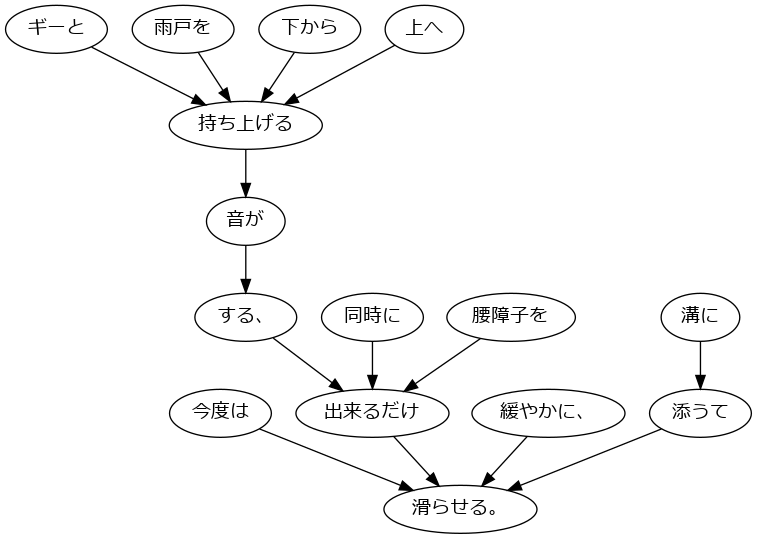 ギーと 雨戸を 下から 上へ
持ち上げる
音が
する、 同時に 腰障子を 溝に
今度は 出来るだけ 緩やかに、 添うて
滑らせる。